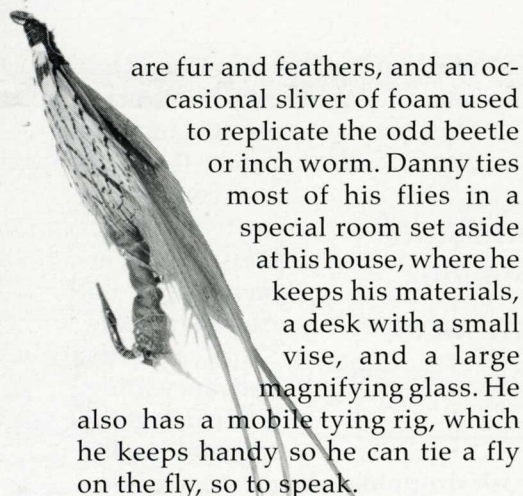 are fur and feathers, and an oc-
casional sliver of foam used
to replicate the odd beetle
or inch worm. Danny ties
most of his flies in a
special room set aside
at his house, where he
keeps his materials,
a desk with a small
vise, and a large
magnifying glass. He
also has a mobile tying rig, which
he keeps handy so he can tie a fly
on the fly, so to speak.